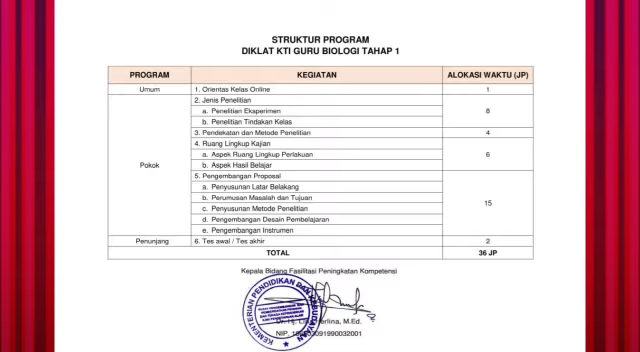 STRUKTUR PROGRAM
DIKLAT KTI GURU BIOLOGI TAHAP 1
PROGRAM KEGIATAN ALOKASI WAKTU (JP)
Umum 1. Orientas Kelas Online 1
Pokok
2. Jenis Penelitian
a. Penelitian Eksperimen
b. Penelitian Tindakan Kelas
8
3. Pendekatan dan Metode Penelitian 4
4. Ruang Lingkup Kajian
a. Aspek Ruang Lingkup Perlakuan
b. Aspek Hasil Belajar
6
5. Pengembangan Proposal
a. Penyusunan Latar Belakang
b. Perumusan Masalah dan Tujuan
c. Penyusunan Metode Penelitian
d. Pengembangan Desain Pembelajaran
e. Pengembangan Instrumen
15
Penunjang 6. Tes awal / Tes akhir 2
TOTAL 36 JP
Kepala Bidang Fasilitasi Peningkatan Kompetensi
KEMENTERIAN PENDIDIKAN DAN KEBUDAYAAN
M.Ed.
NIP.